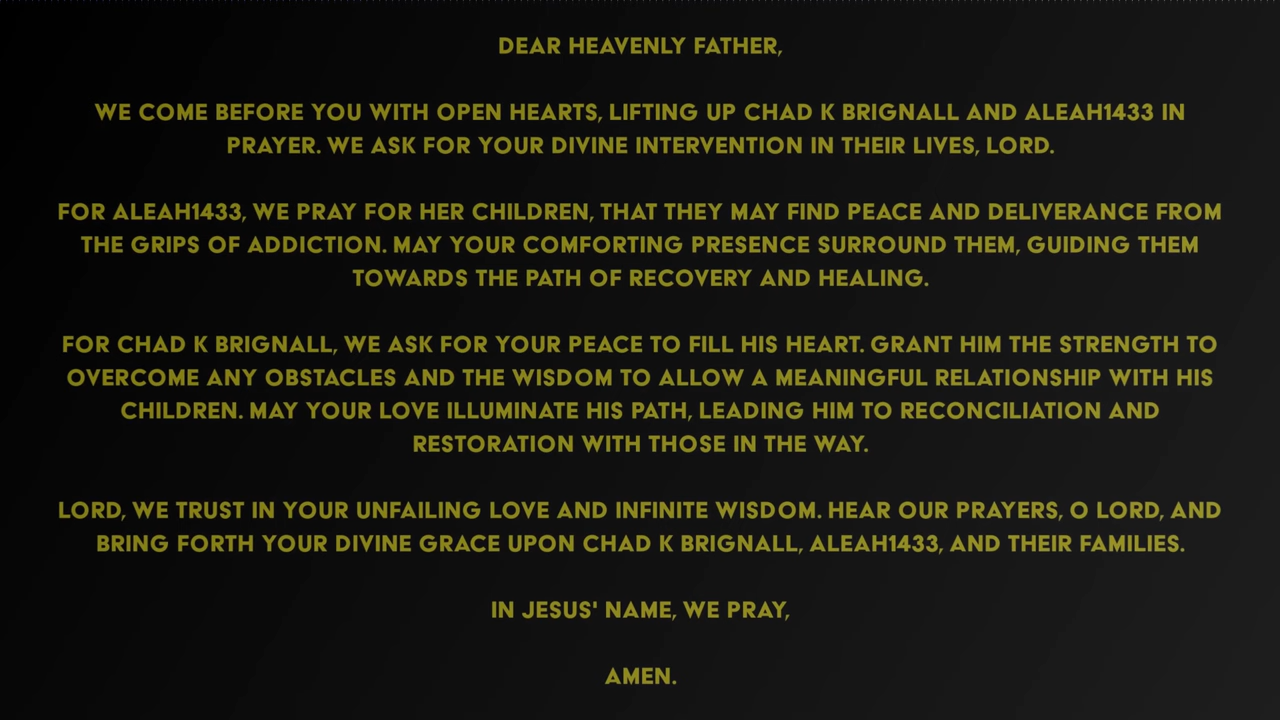 DEAR HEAVENLY FATHER,
WE COME BEFORE YOU WITH OPEN HEARTS, LIFTING UP CHAD K BRIGNALL AND ALEAH1433 IN
PRAYER. WE ASK FOR YOUR DIVINE INTERVENTION IN THEIR LIVES, LORD.
FOR ALEAH1433, WE PRAY FOR HER CHILDREN, THAT THEY MAY FIND PEACE AND DELIVERANCE FROM
THE GRIPS OF ADDICTION. MAY YOUR COMFORTING PRESENCE SURROUND THEM, GUIDING THEM
TOWARDS THE PATH OF RECOVERY AND HEALING.
FOR CHAD K BRIGNALL, WE ASK FOR YOUR PEACE TO FILL HIS HEART. GRANT HIM THE STRENGTH TO
OVERCOME ANY OBSTACLES AND THE WISDOM TO ALLOW A MEANINGFUL RELATIONSHIP WITH HIS
CHILDREN. MAY YOUR LOVE ILLUMINATE HIS PATH, LEADING HIM TO RECONCILIATION AND
RESTORATION WITH THOSE IN THE WAY.
LORD, WE TRUST IN YOUR UNFAILING LOVE AND INFINITE WISDOM. HEAR OUR PRAYERS, O LORD, AND
BRING FORTH YOUR DIVINE GRACE UPON CHAD K BRIGNALL, ALEAH1433, AND THEIR FAMILIES.
IN JESUS' NAME, WE PRAY,
AMEN.